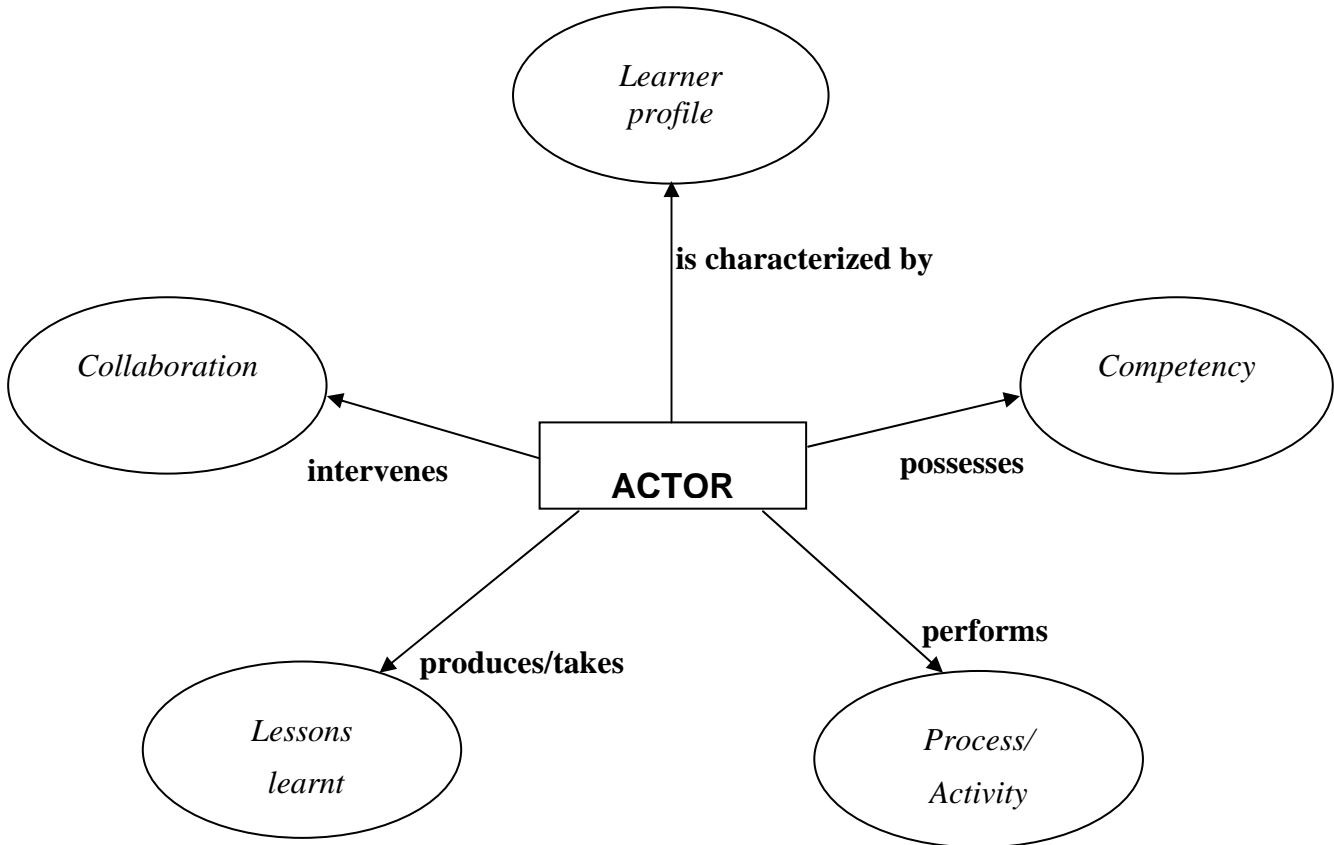 Learner
profile
is characterized by
Collaboration
Competency
intervenes
ACTOR
possesses
performs
produces/takes
Lessons
learnt
Process/
Activity